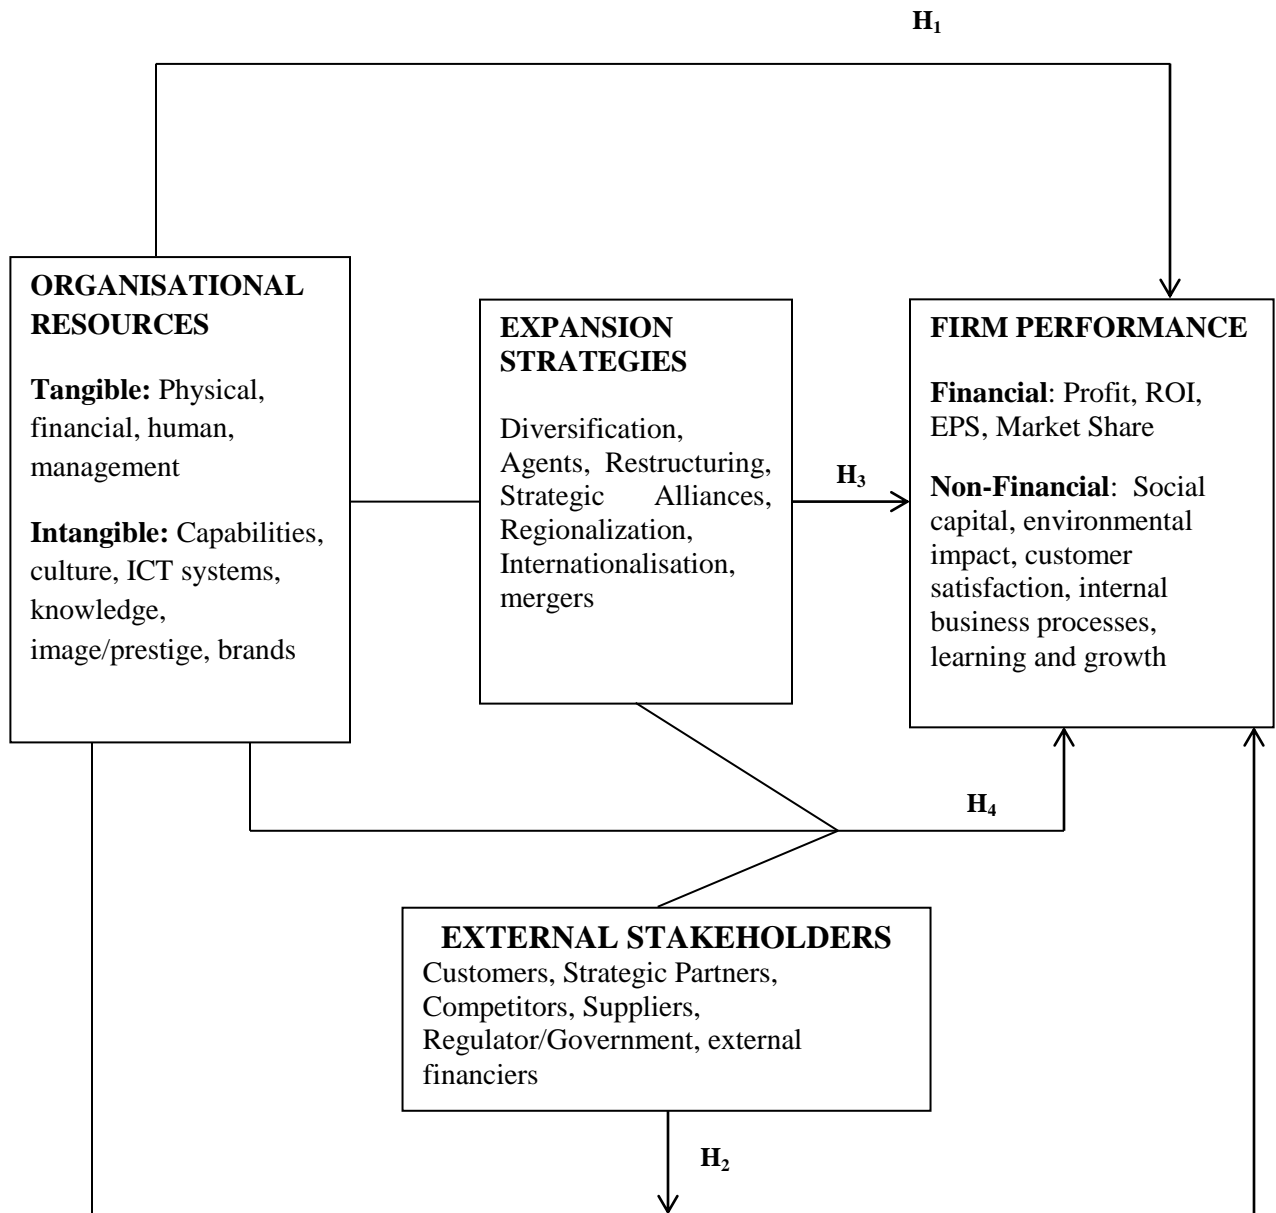 H₁
ORGANISATIONAL
RESOURCES
Tangible: Physical,
financial, human,
management
Intangible: Capabilities,
culture, ICT systems,
knowledge,
image/prestige, brands
EXPANSION
STRATEGIES
Diversification,
Agents, Restructuring,
Strategic Alliances,
Regionalization,
Internationalisation,
mergers
H₃
FIRM PERFORMANCE
Financial: Profit, ROI,
EPS, Market Share
Non-Financial: Social
capital, environmental
impact, customer
satisfaction, internal
business processes,
learning and growth
H₄
EXTERNAL STAKEHOLDERS
Customers, Strategic Partners,
Competitors, Suppliers,
Regulator/Government, external
financiers
H₂